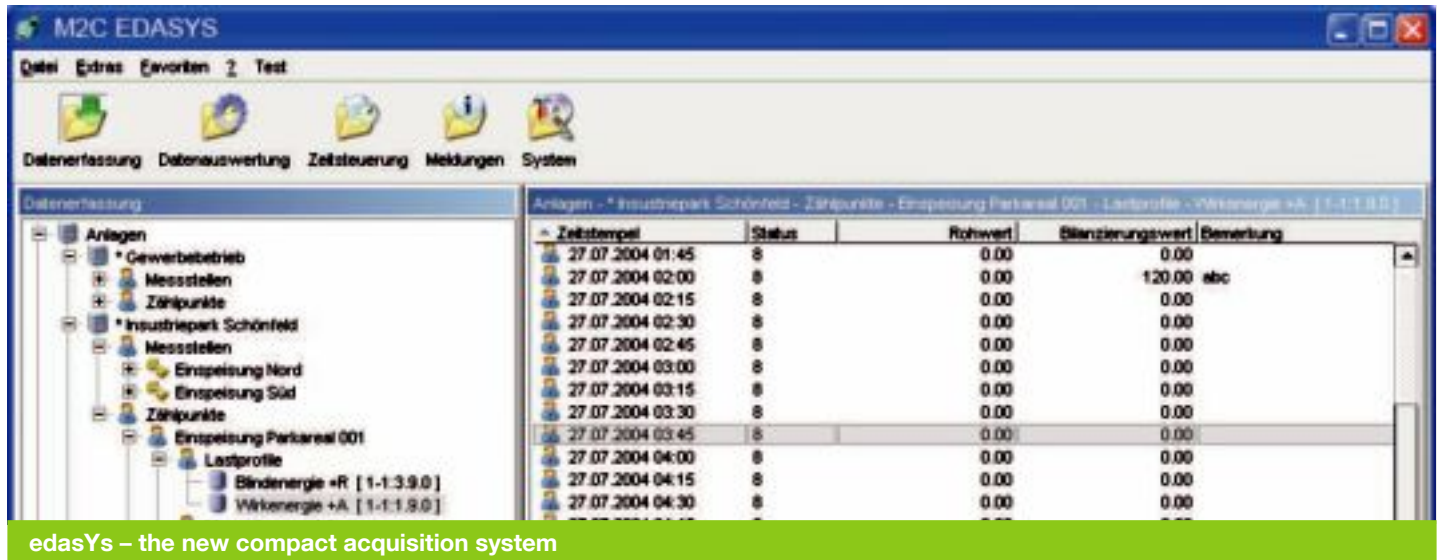 M2C EDASYS
Datei Extras Favoriten ? Test
Datenerfassung Datenauswertung Zeitsteuerung Meldungen System
Datenerfassung
Anlagen
* Gewerbebetrieb
Messstellen
Zählpunkte
* Insustriepark Schönfeld
Messstellen
Einspeisung Nord
Einspeisung Süd
Zählpunkte
Einspeisung Parkareal 001
Lastprofile
Blindenergie +R [ 1-1:3.9.0 ]
Wirkenergie +A [ 1-1:1.9.0 ]
Anlagen - * Insustriepark Schönfeld - Zählpunkte - Einspeisung Parkareal 001 - Lastprofile - Wirkenergie +A [ 1-1:1.9.0 ]
Zeitstempel Status Rohwert Bilanzierungswert Bemerkung
27.07.2004 01:45 8 0.00 0.00
27.07.2004 02:00 8 0.00 120.00 abc
27.07.2004 02:15 8 0.00 0.00
27.07.2004 02:30 8 0.00 0.00
27.07.2004 02:45 8 0.00 0.00
27.07.2004 03:00 8 0.00 0.00
27.07.2004 03:15 8 0.00 0.00
27.07.2004 03:30 8 0.00 0.00
27.07.2004 03:45 8 0.00 0.00
27.07.2004 04:00 8 0.00 0.00
27.07.2004 04:15 8 0.00 0.00
27.07.2004 04:30 8 0.00 0.00
edasYs – the new compact acquisition system